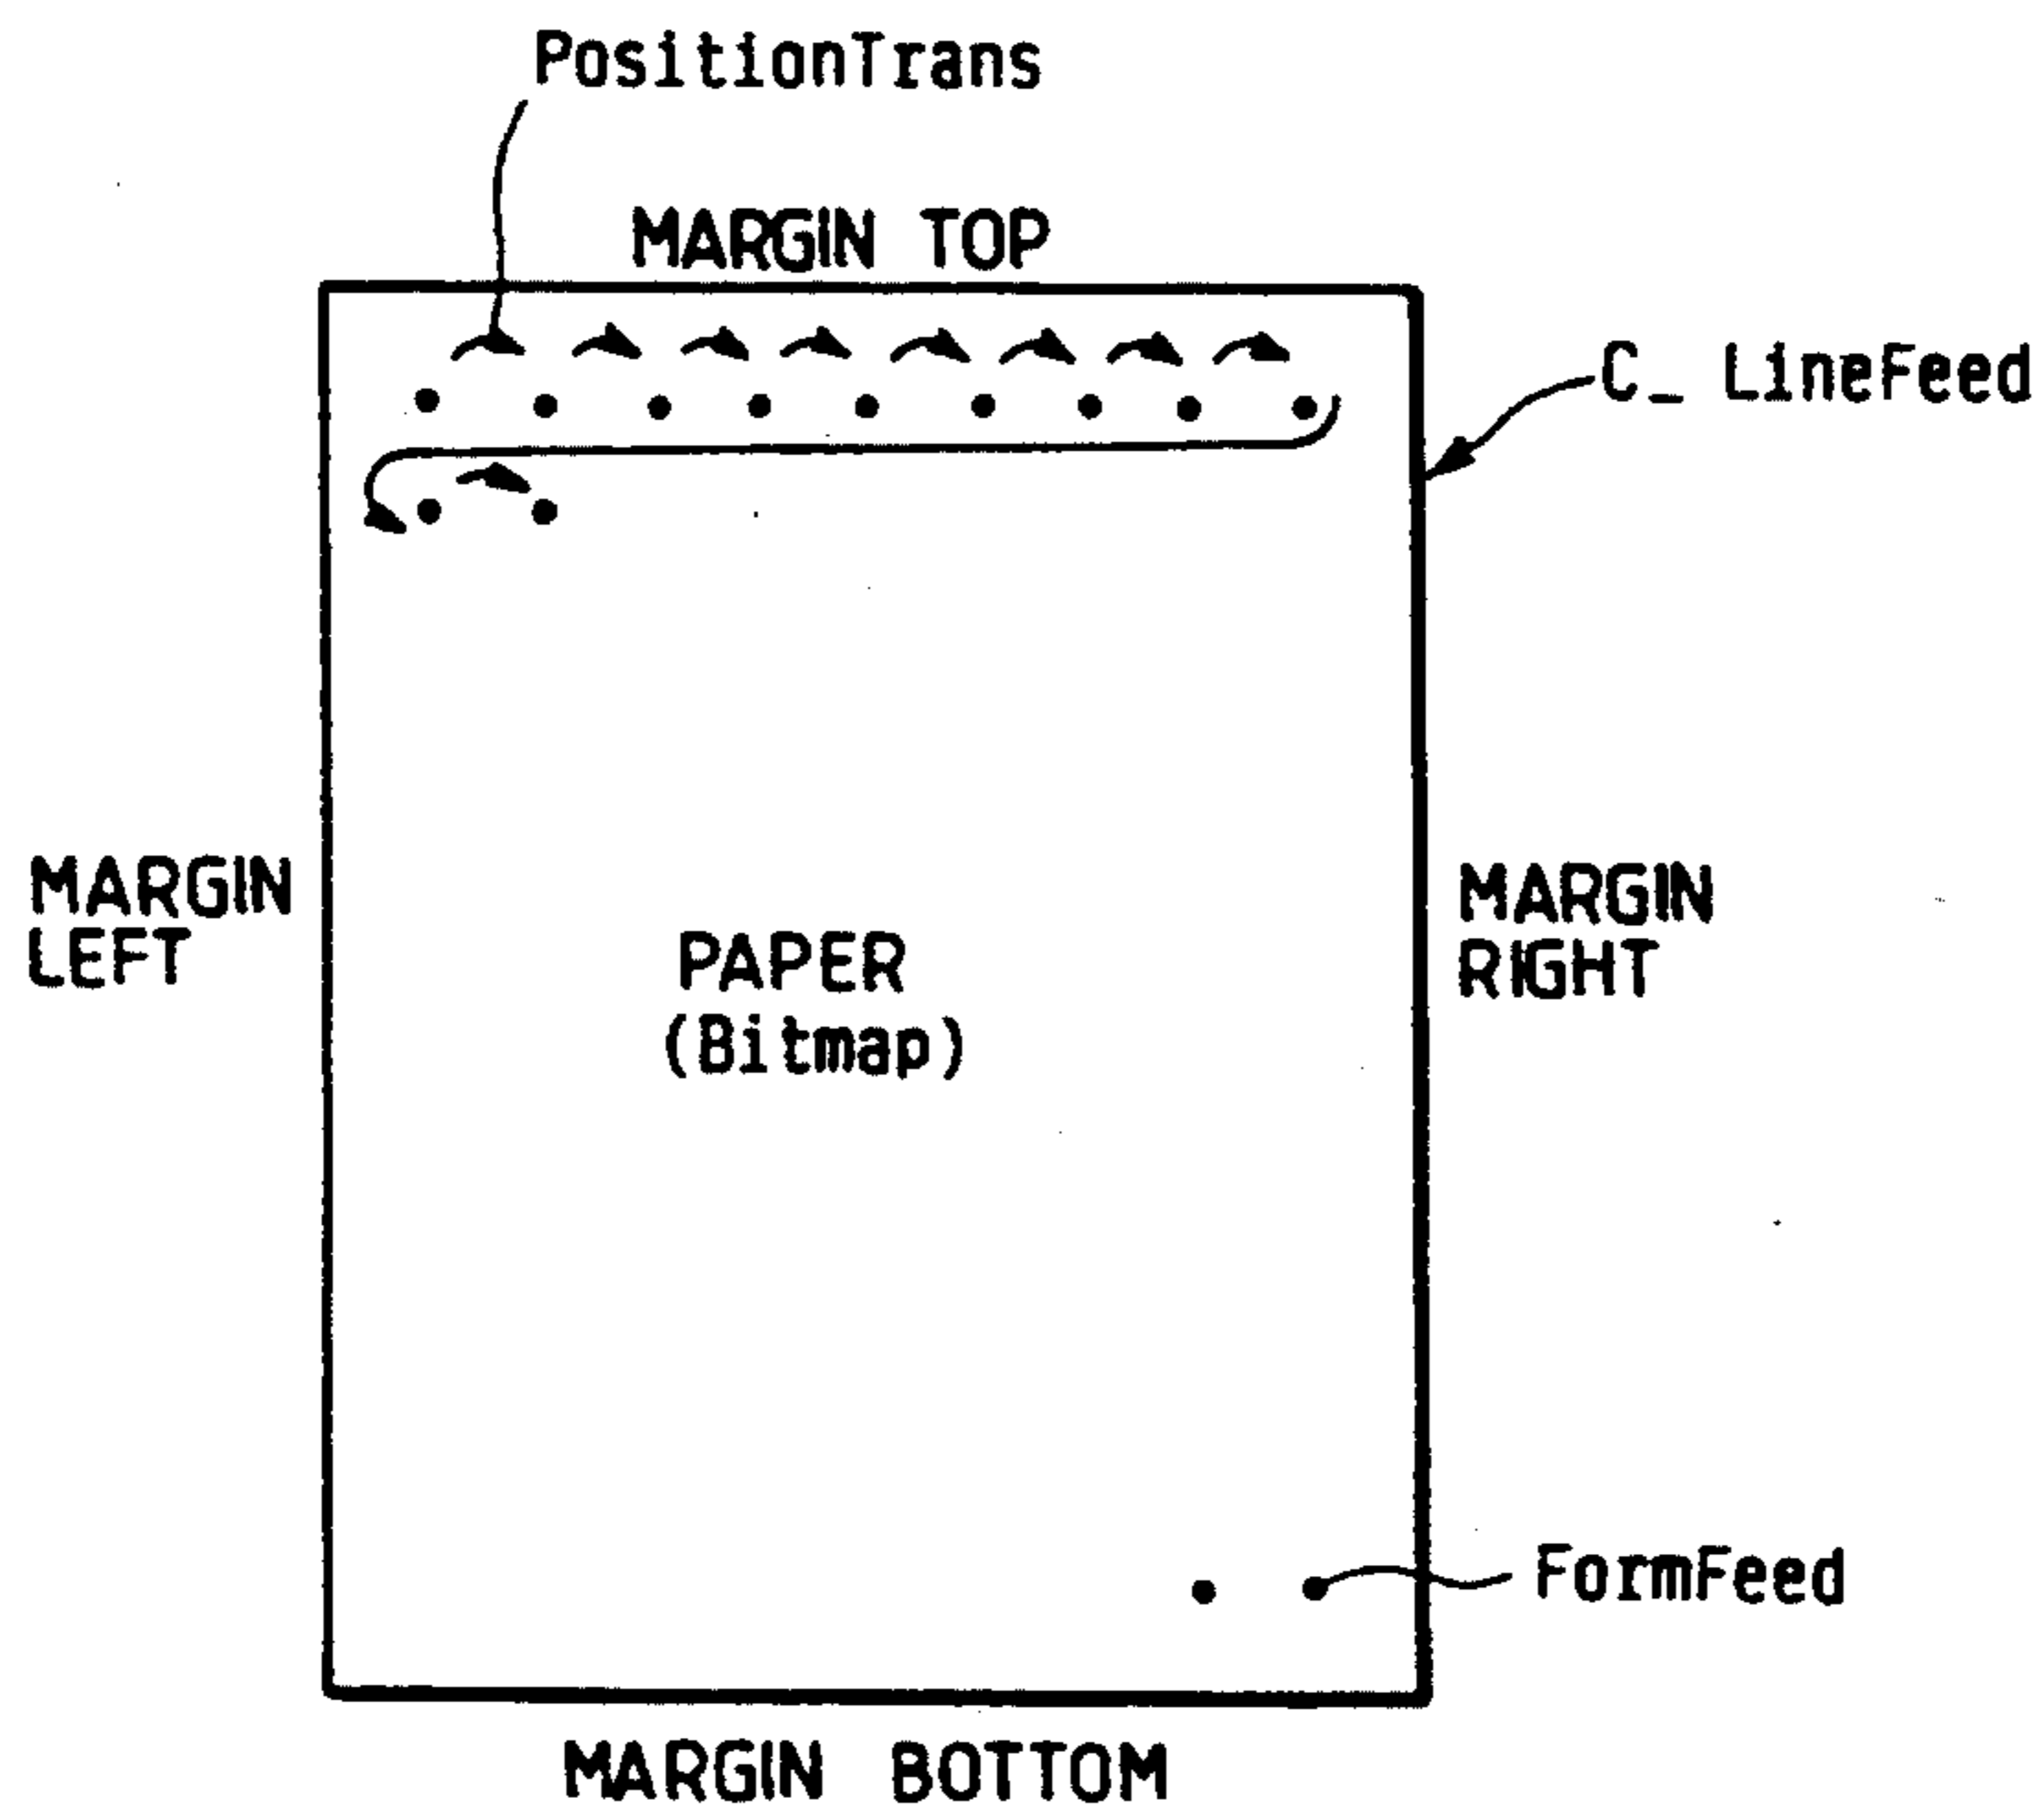 PositionTrans
MARGIN TOP
C_ LineFeed
MARGIN
LEFT
PAPER
(Bitmap)
MARGIN
RIGHT
FormFeed
MARGIN BOTTOM